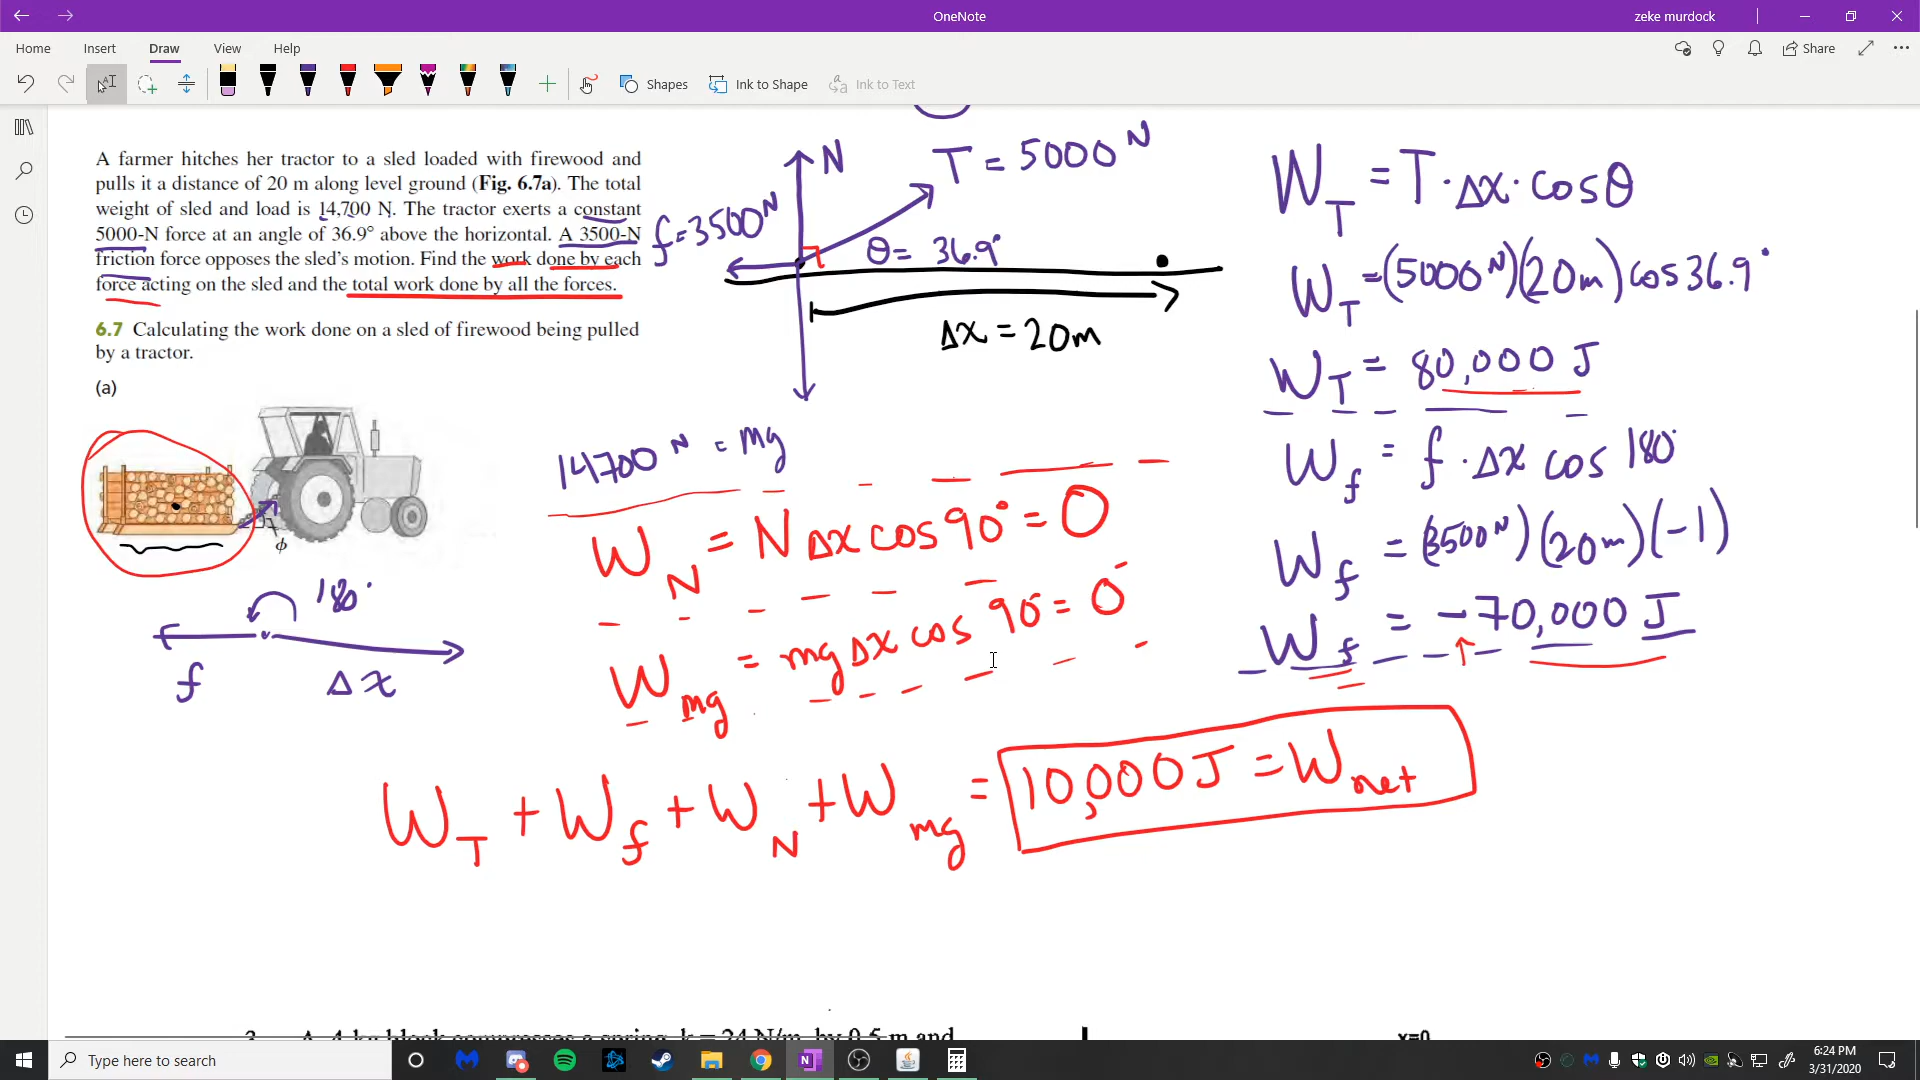 OneNote
zeke murdock
Home Insert Draw View Help
Share
Shapes Ink to Shape Ink to Text
A farmer hitches her tractor to a sled loaded with firewood and
pulls it a distance of 20 m along level ground (Fig. 6.7a). The total
weight of sled and load is 14,700 N. The tractor exerts a constant
5000-N force at an angle of 36.9° above the horizontal. A 3500-N
friction force opposes the sled's motion. Find the work done by each
force acting on the sled and the total work done by all the forces.
6.7 Calculating the work done on a sled of firewood being pulled
by a tractor.
(a)
ϕ
180°
f Δx
N
T = 5000 N
f = 3500 N
θ = 36.9°
Δx = 20m
14700 N = mg
W_N = N Δx cos 90° = 0
W_mg = mg Δx cos 90° = 0
W_T = T · Δx · cosθ
W_T = (5000 N)(20m) cos 36.9°
W_T = 80,000 J
W_f = f · Δx cos 180°
W_f = (3500 N)(20m)(-1)
W_f = -70,000 J
W_T + W_f + W_N + W_mg = 10,000 J = W_net
x=0
Type here to search
6:24 PM
3/31/2020